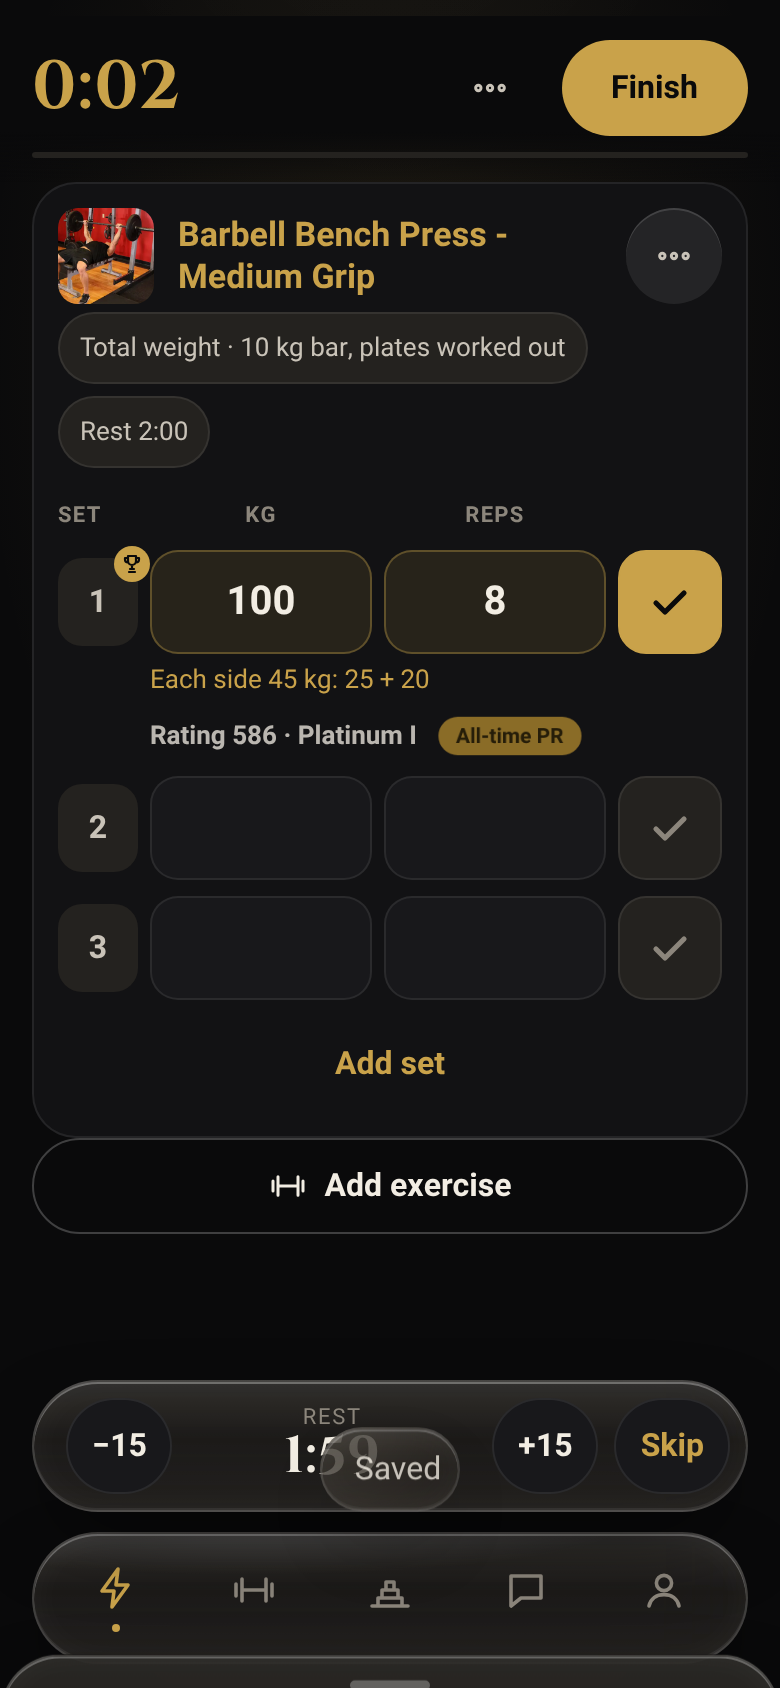 0:02
Finish
Barbell Bench Press -
Medium Grip
Total weight · 10 kg bar, plates worked out
Rest 2:00
SET KG REPS
1 100 8
Each side 45 kg: 25 + 20
Rating 586 · Platinum I All-time PR
2
3
Add set
Add exercise
REST
−15 1:59 +15 Skip
Saved